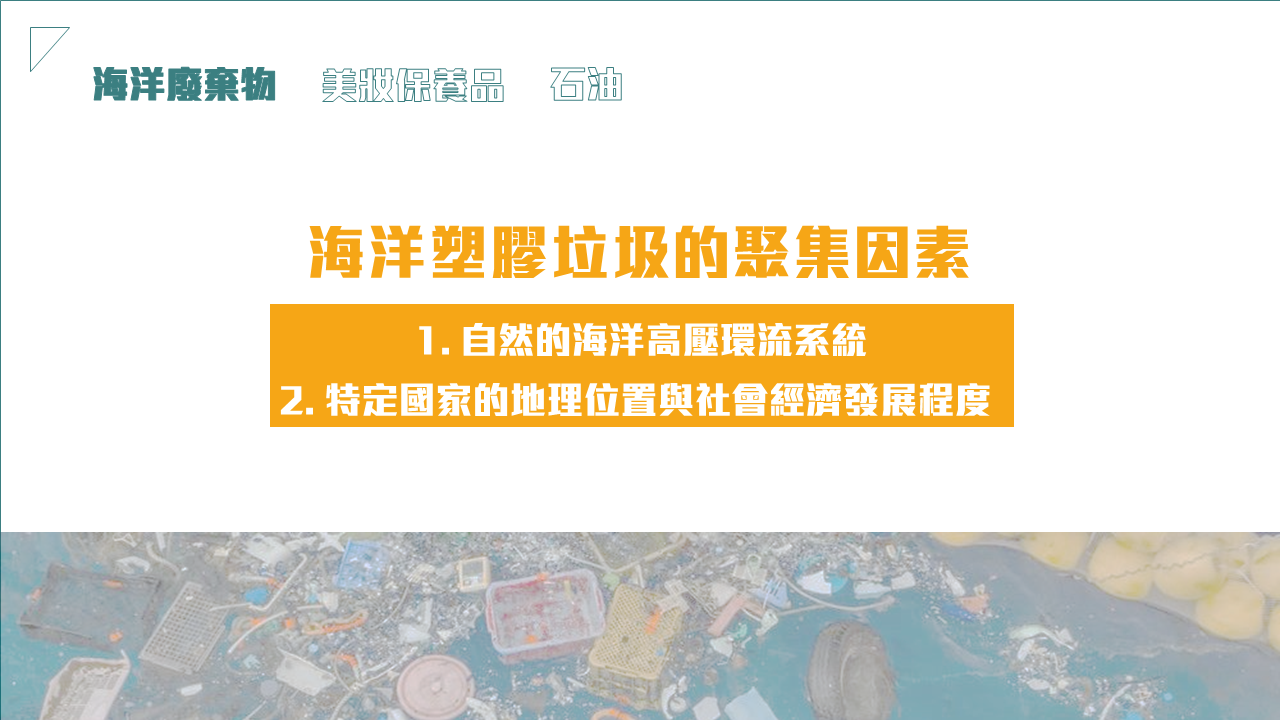 海洋廢棄物 美妝保養品 石油
海洋塑膠垃圾的聚集因素
1. 自然的海洋高壓環流系統
2. 特定國家的地理位置與社會經濟發展程度